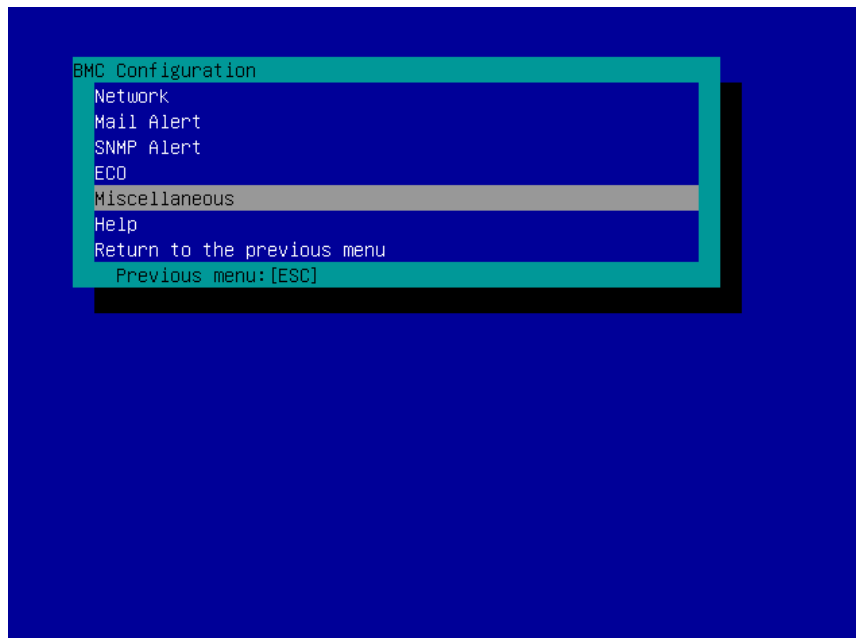 BMC Configuration
Network
Mail Alert
SNMP Alert
ECO
Miscellaneous
Help
Return to the previous menu
Previous menu:[ESC]